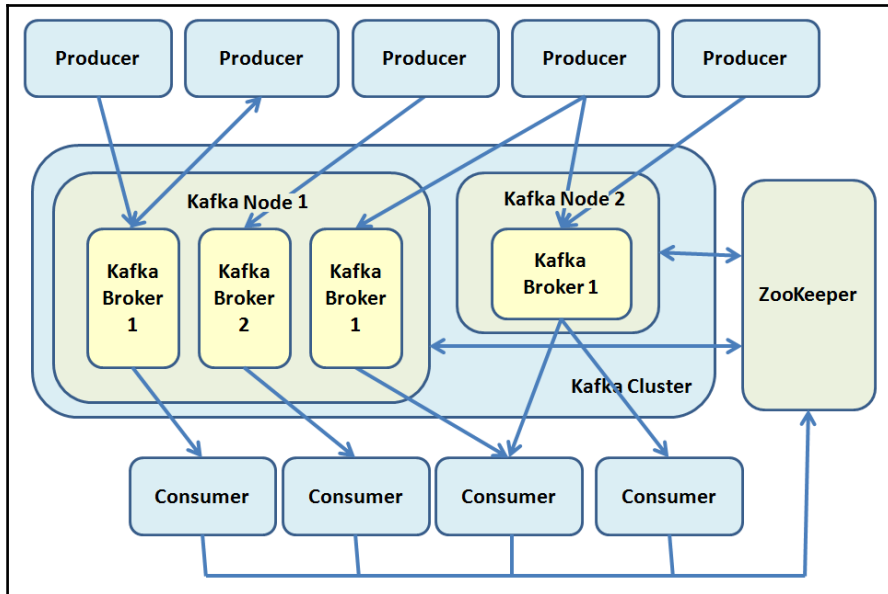 Producer
Producer
Producer
Producer
Producer
Kafka Node 1
Kafka Node 2
Kafka
Broker
1
Kafka
Broker
2
Kafka
Broker
1
Kafka
Broker 1
ZooKeeper
Kafka Cluster
Consumer
Consumer
Consumer
Consumer